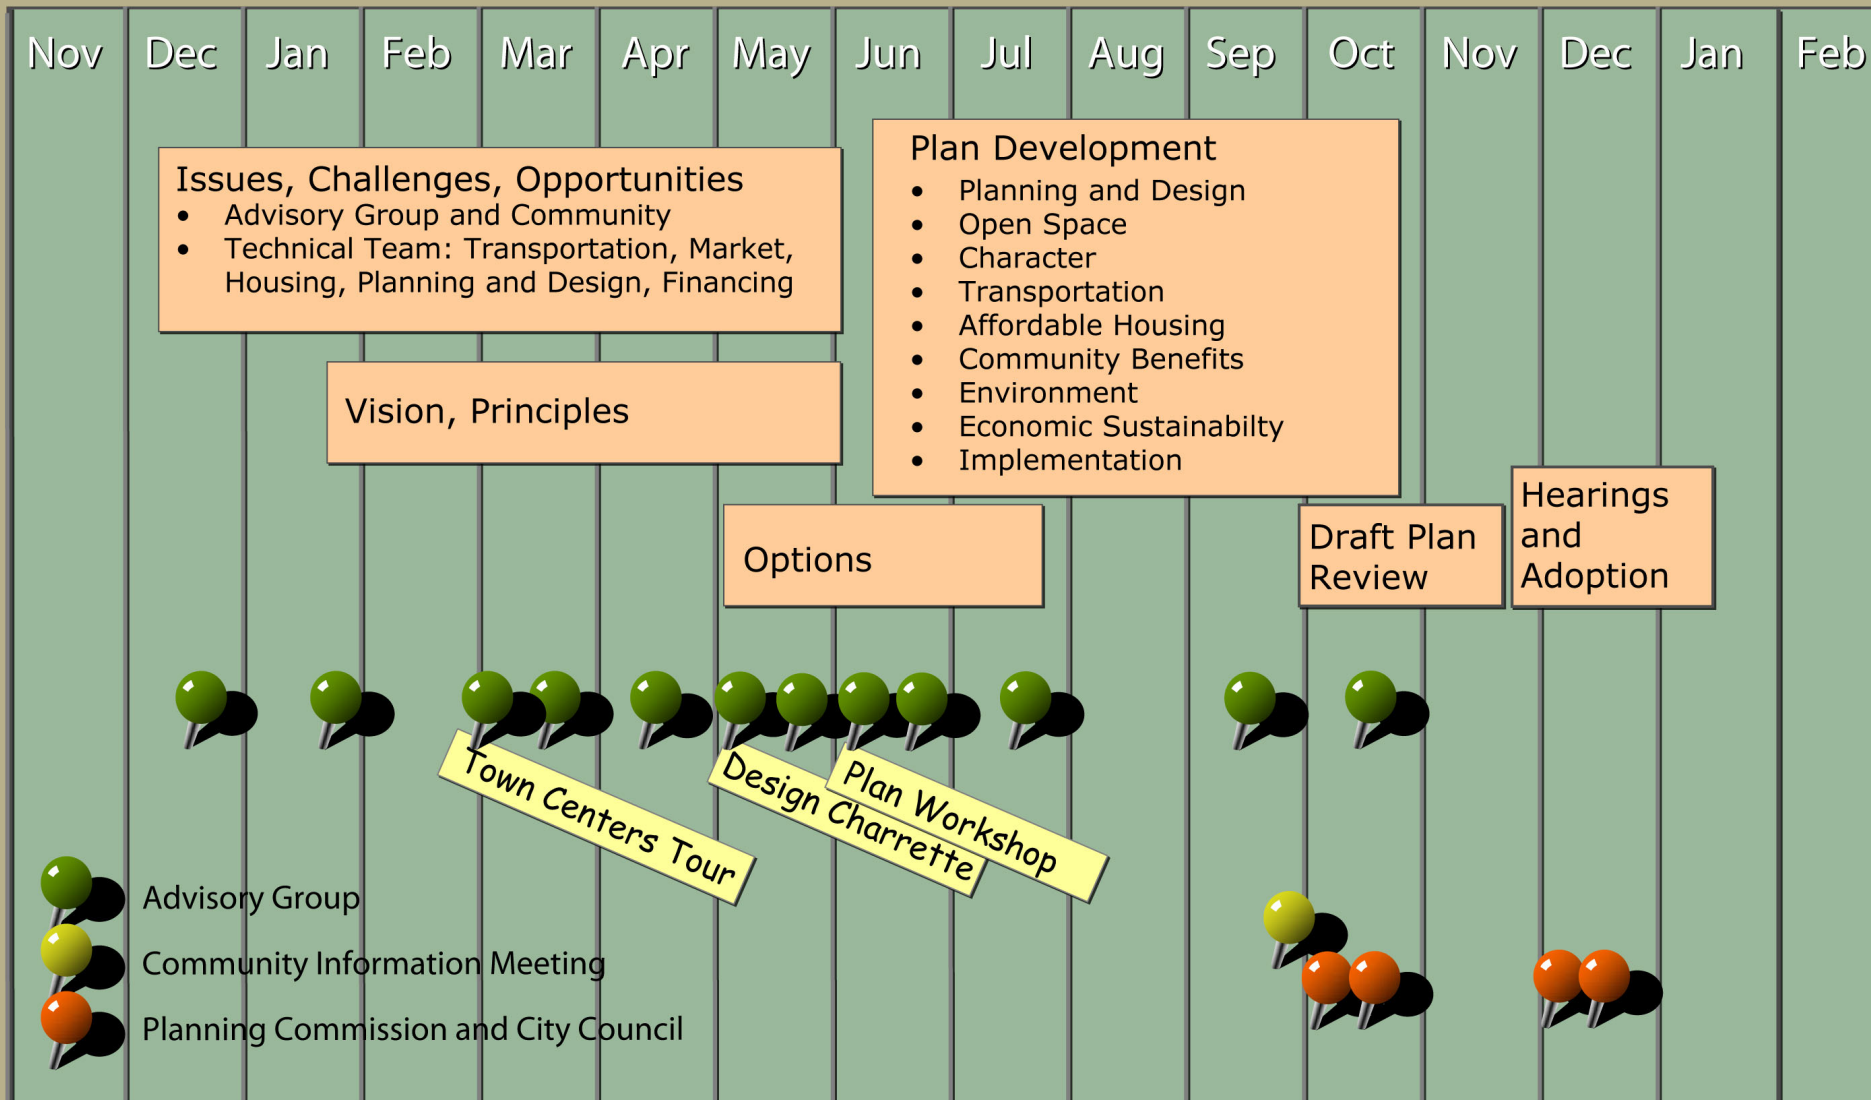 Nov Dec Jan Feb Mar Apr May Jun Jul Aug Sep Oct Nov Dec Jan Feb
Issues, Challenges, Opportunities
• Advisory Group and Community
• Technical Team: Transportation, Market,
Housing, Planning and Design, Financing
Vision, Principles
Plan Development
• Planning and Design
• Open Space
• Character
• Transportation
• Affordable Housing
• Community Benefits
• Environment
• Economic Sustainabilty
• Implementation
Options
Draft Plan
Review
Hearings
and
Adoption
Town Centers Tour
Design Charrette
Plan Workshop
Advisory Group
Community Information Meeting
Planning Commission and City Council